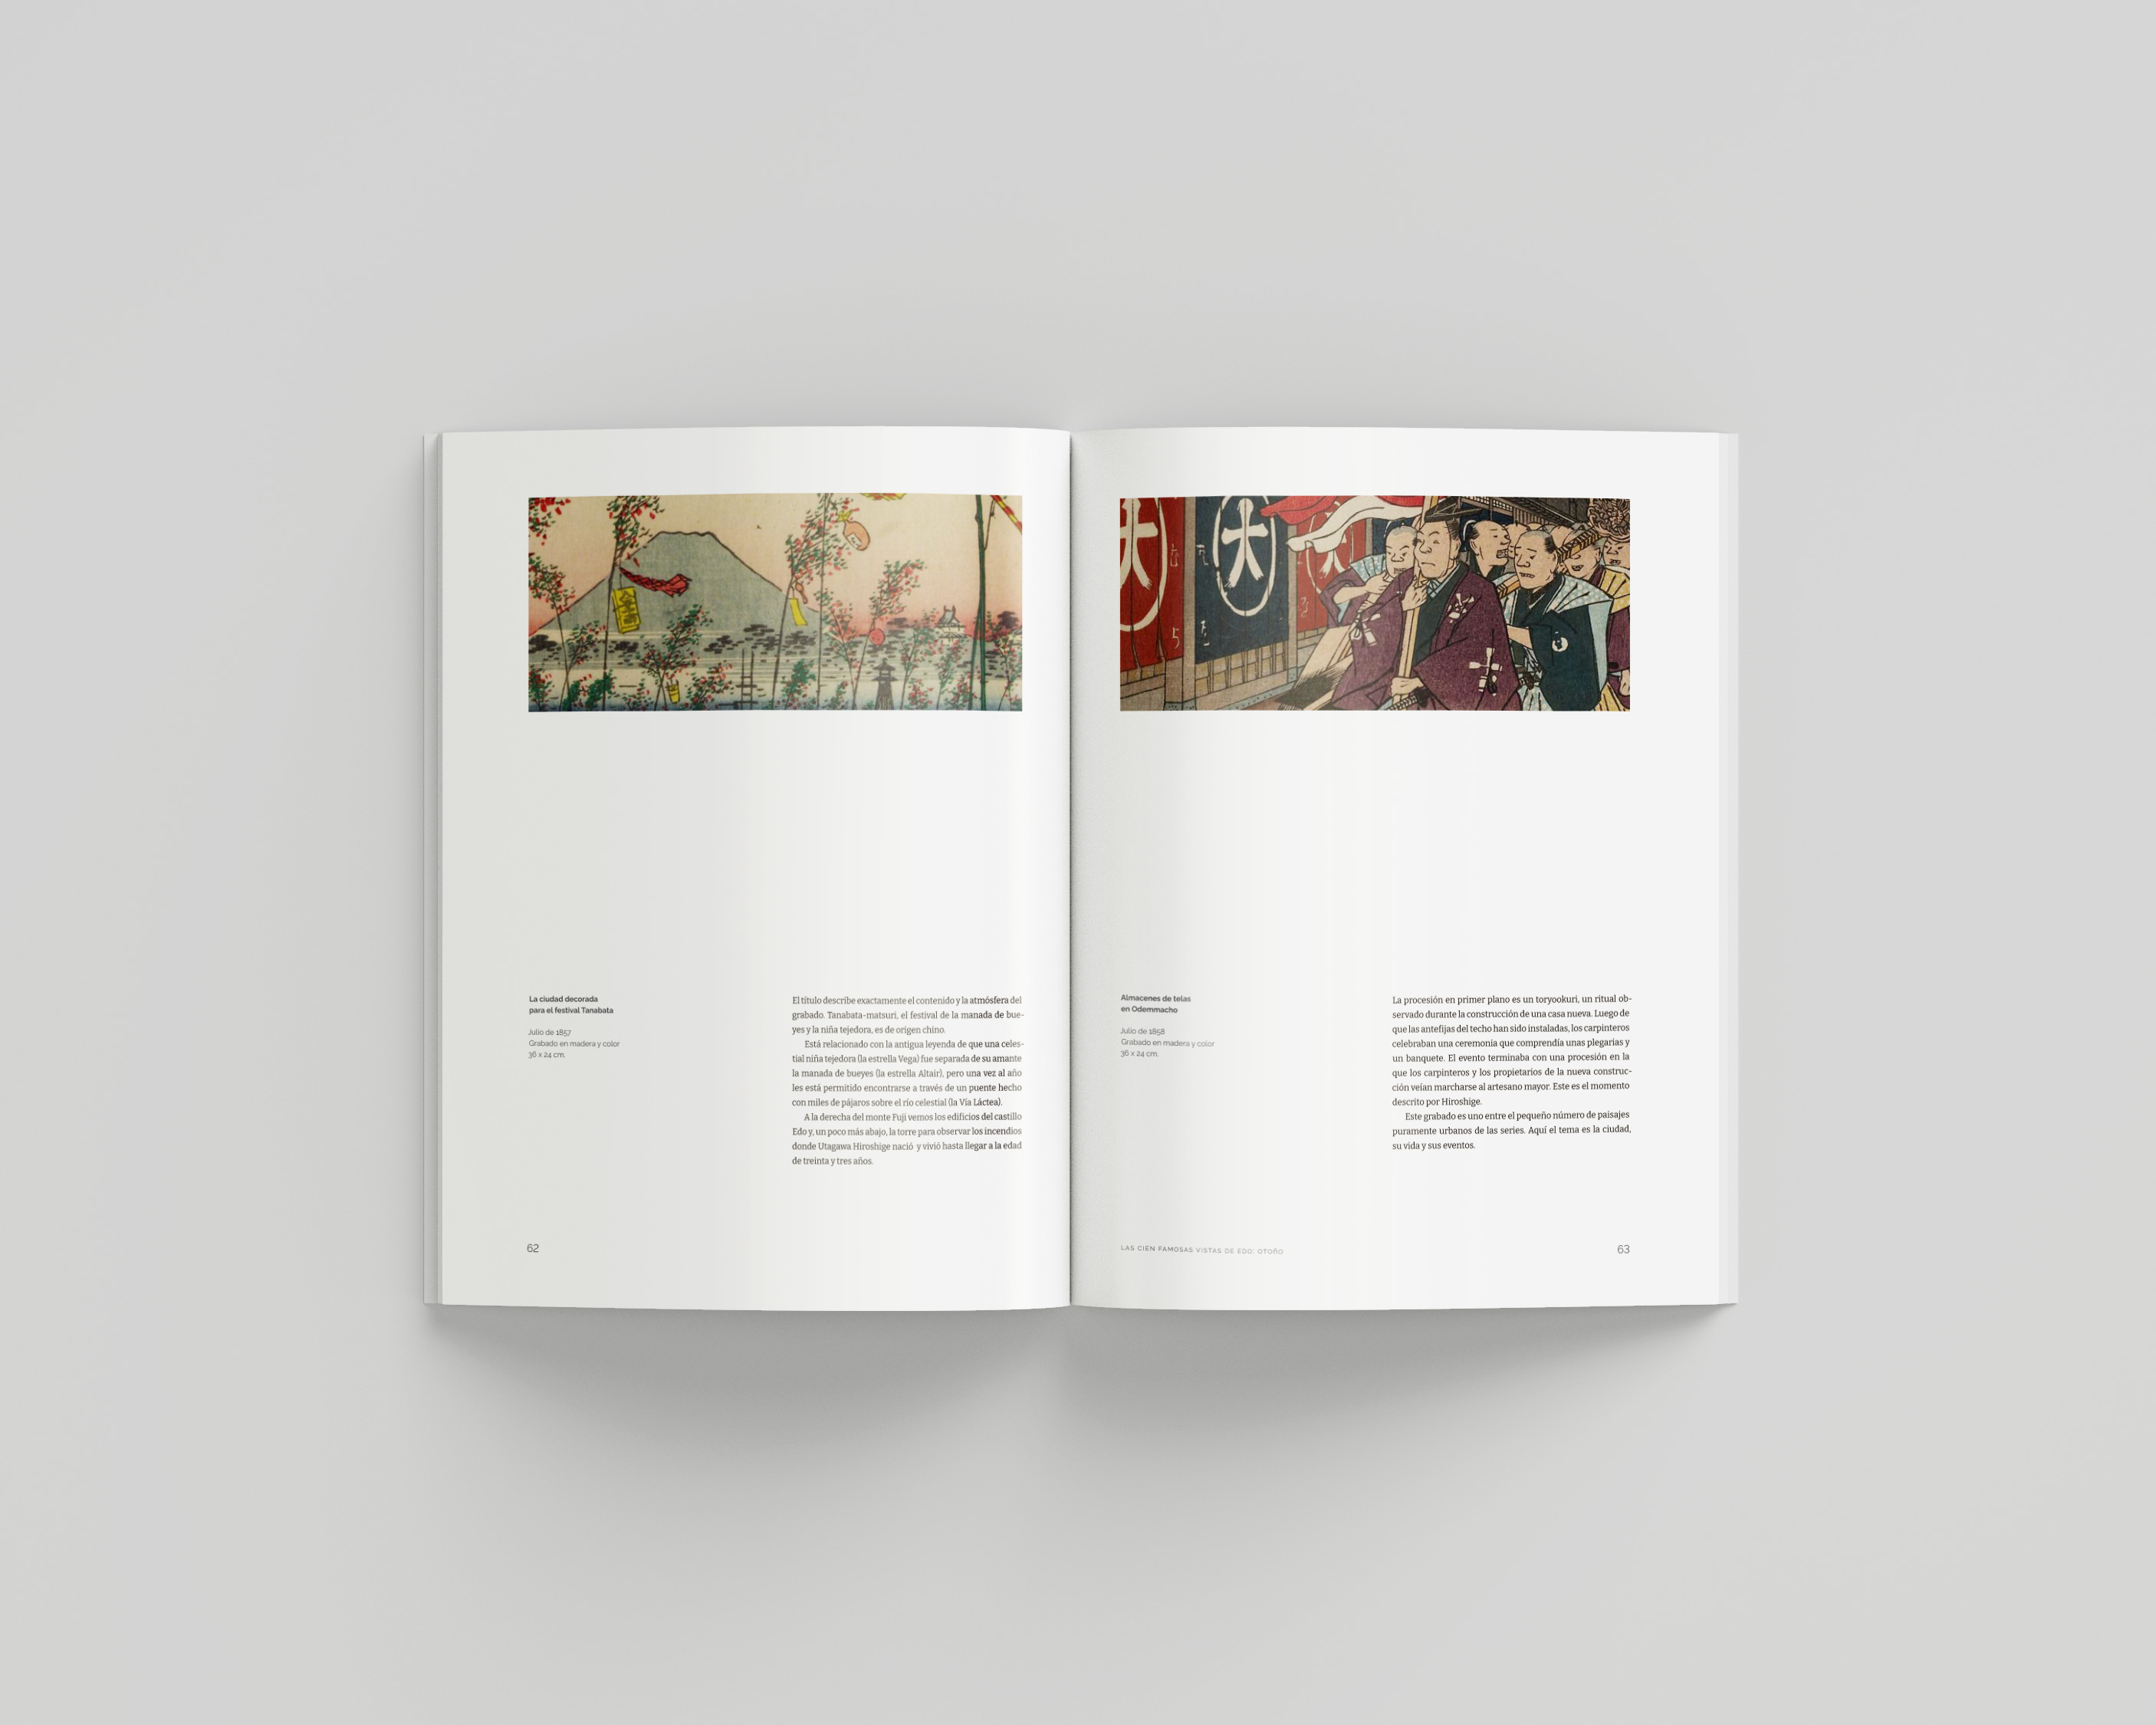 大
大
La ciudad decorada
para el festival Tanabata
Julio de 1857
Grabado en madera y color
36 x 24 cm.
El título describe exactamente el contenido y la atmósfera del
grabado. Tanabata-matsuri, el festival de la manada de bue-
yes y la niña tejedora, es de origen chino.
Está relacionado con la antigua leyenda de que una celes-
tial niña tejedora (la estrella Vega) fue separada de su amante
la manada de bueyes (la estrella Altair), pero una vez al año
les está permitido encontrarse a través de un puente hecho
con miles de pájaros sobre el río celestial (la Vía Láctea).
A la derecha del monte Fuji vemos los edificios del castillo
Edo y, un poco más abajo, la torre para observar los incendios
donde Utagawa Hiroshige nació y vivió hasta llegar a la edad
de treinta y tres años.
62
Almacenes de telas
en Odemmacho
Julio de 1858
Grabado en madera y color
36 x 24 cm.
La procesión en primer plano es un toryookuri, un ritual ob-
servado durante la construcción de una casa nueva. Luego de
que las antefijas del techo han sido instaladas, los carpinteros
celebraban una ceremonia que comprendía unas plegarias y
un banquete. El evento terminaba con una procesión en la
que los carpinteros y los propietarios de la nueva construc-
ción veían marcharse al artesano mayor. Este es el momento
descrito por Hiroshige.
Este grabado es uno entre el pequeño número de paisajes
puramente urbanos de las series. Aquí el tema es la ciudad,
su vida y sus eventos.
LAS CIEN FAMOSAS VISTAS DE EDO: OTOÑO
63